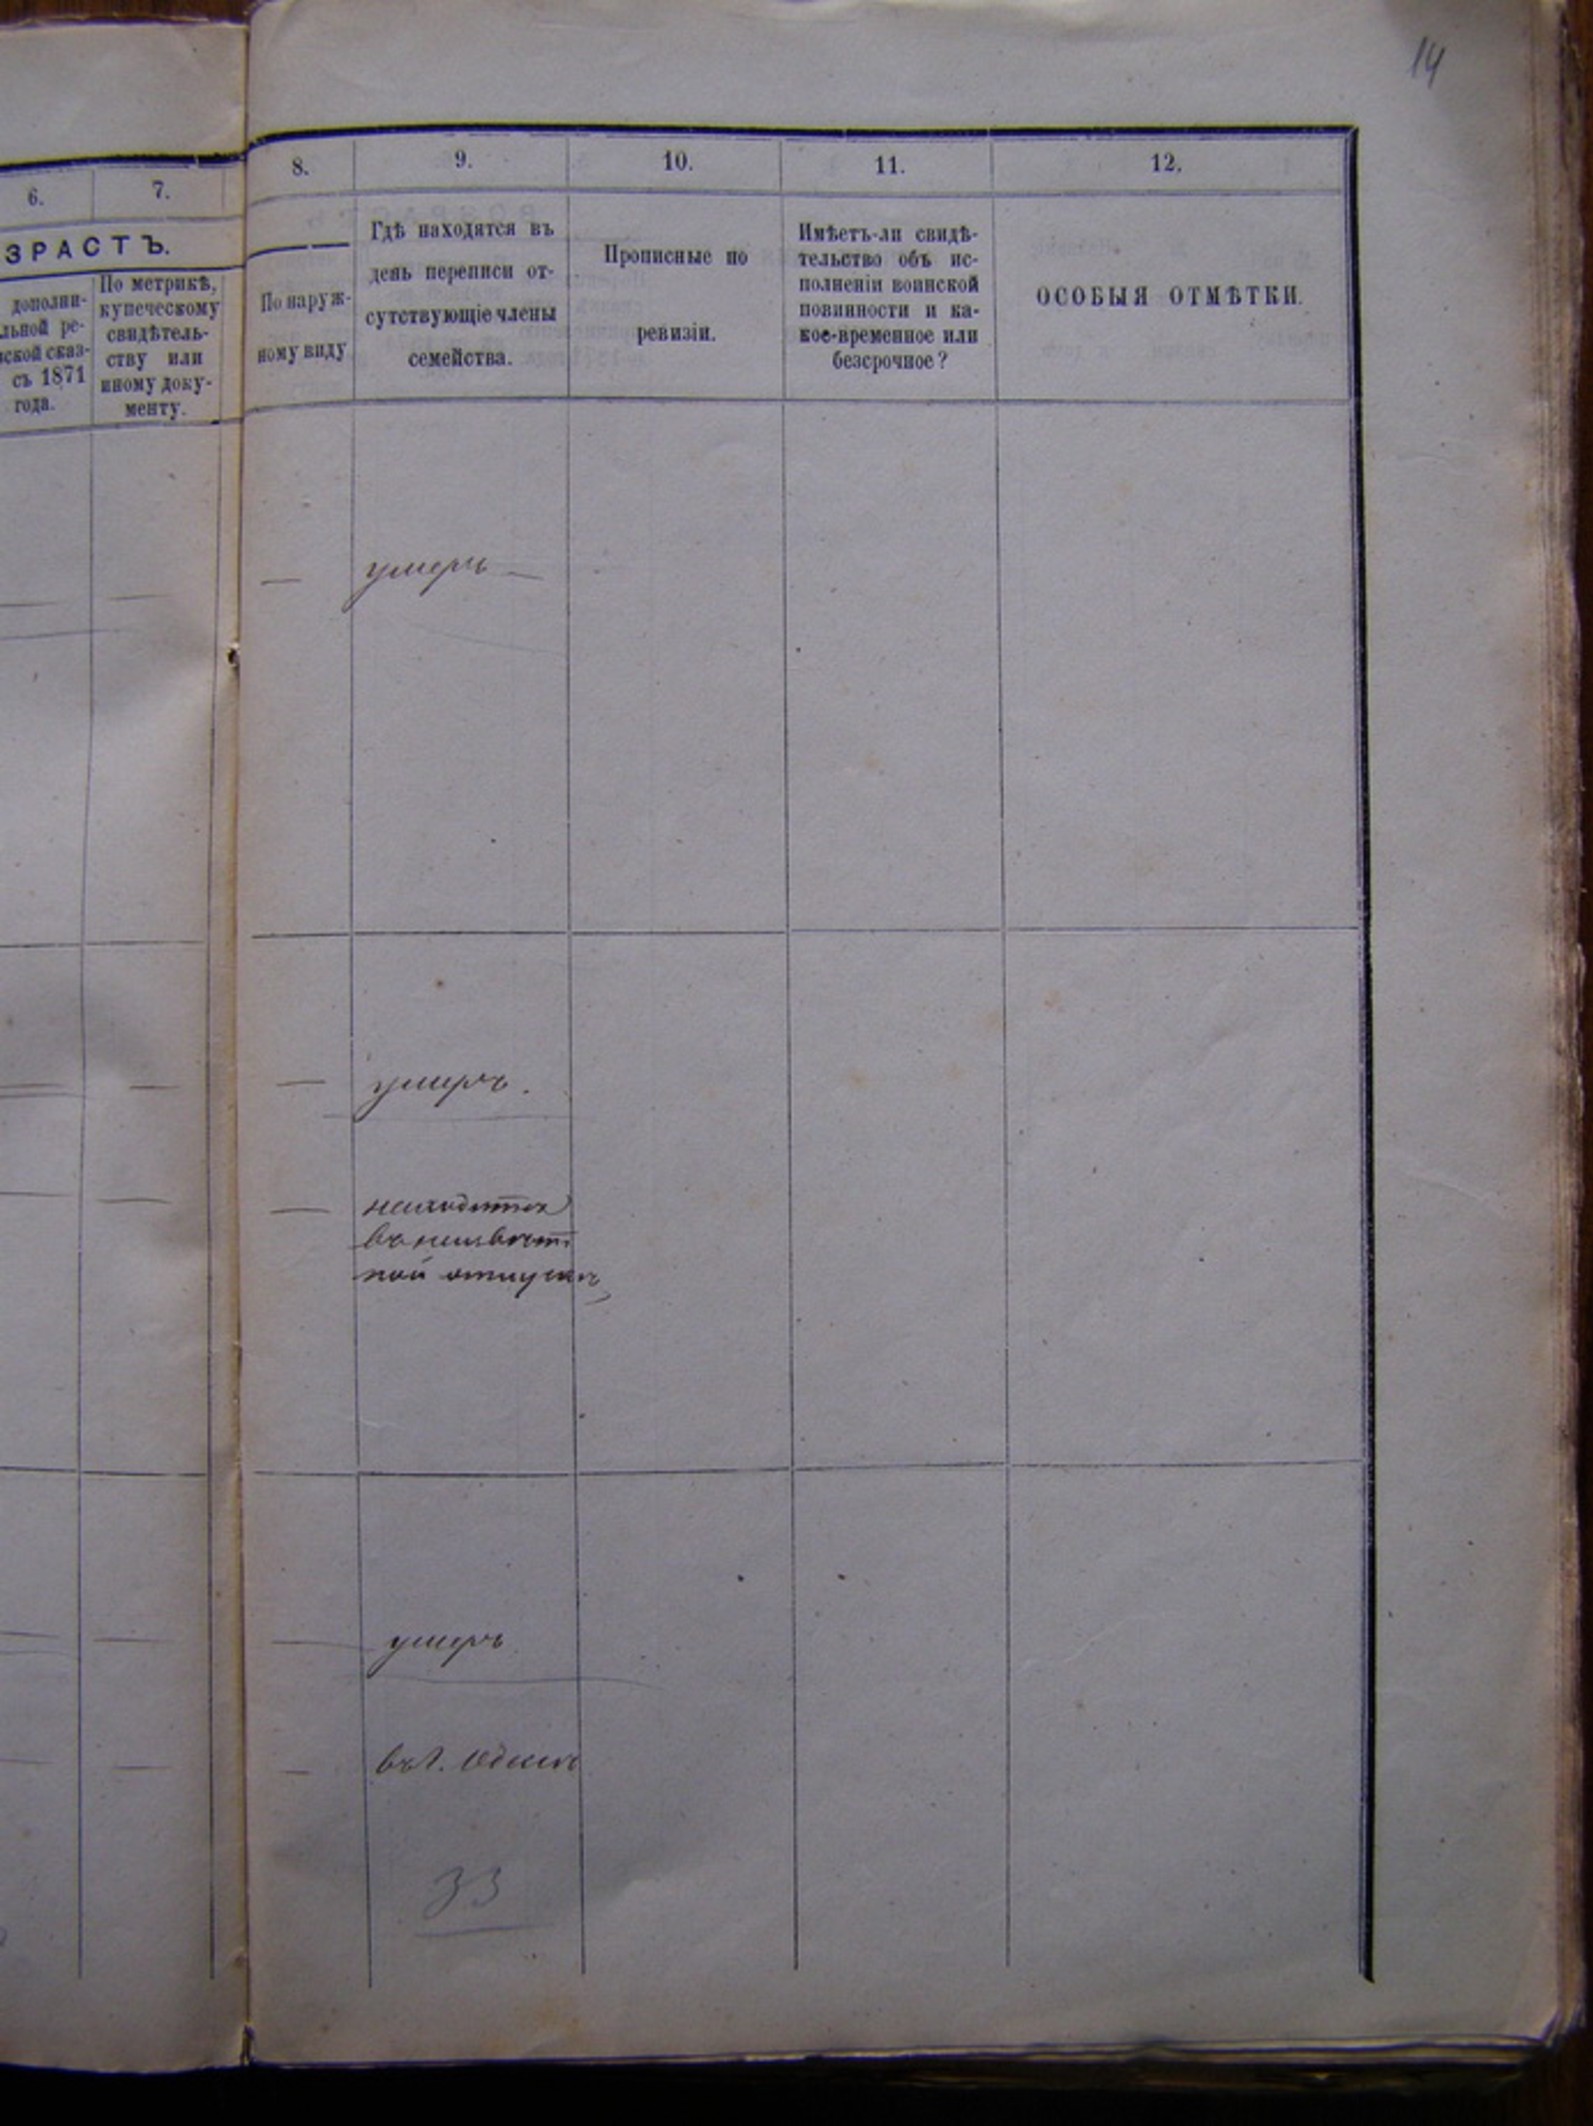 14
6.
7.
8.
9.
10.
11.
12.
ЗРАСТЪ.
дополни-
льной ре-
ской сказ-
съ 1871
года.
По метрикѣ,
купеческому
свидѣтель-
ству или
иному доку-
менту.
По наруж-
ному виду
Гдѣ находятся въ
день переписи от-
сутствующіе члены
семейства.
Прописные по
ревизіи.
Имѣетъ-ли свидѣ-
тельство объ ис-
полненіи воинской
повинности и ка-
кое-временное или
безсрочное?
ОСОБЫЯ ОТМѢТКИ.
— умеръ —
— умеръ.
— находится
въ неизвѣст
ной отлучкѣ
— умеръ
— въ г. Одессѣ
33